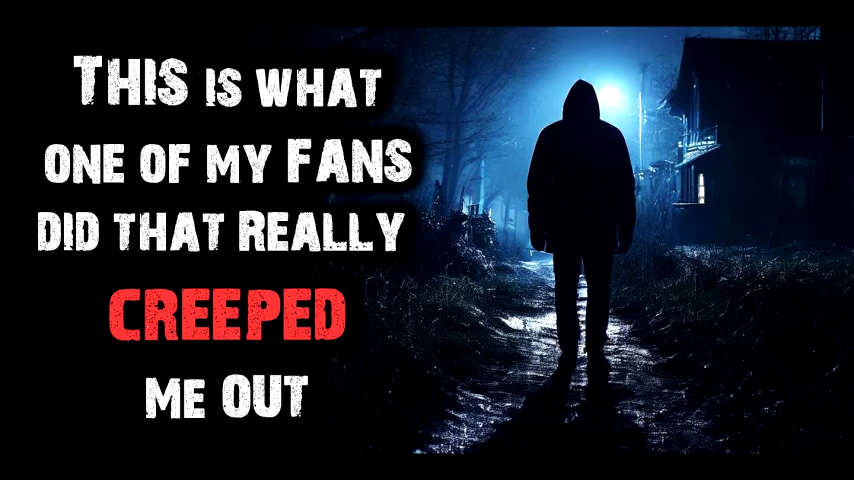 THIS IS WHAT
ONE OF MY FANS
DID THAT REALLY
CREEPED
ME OUT